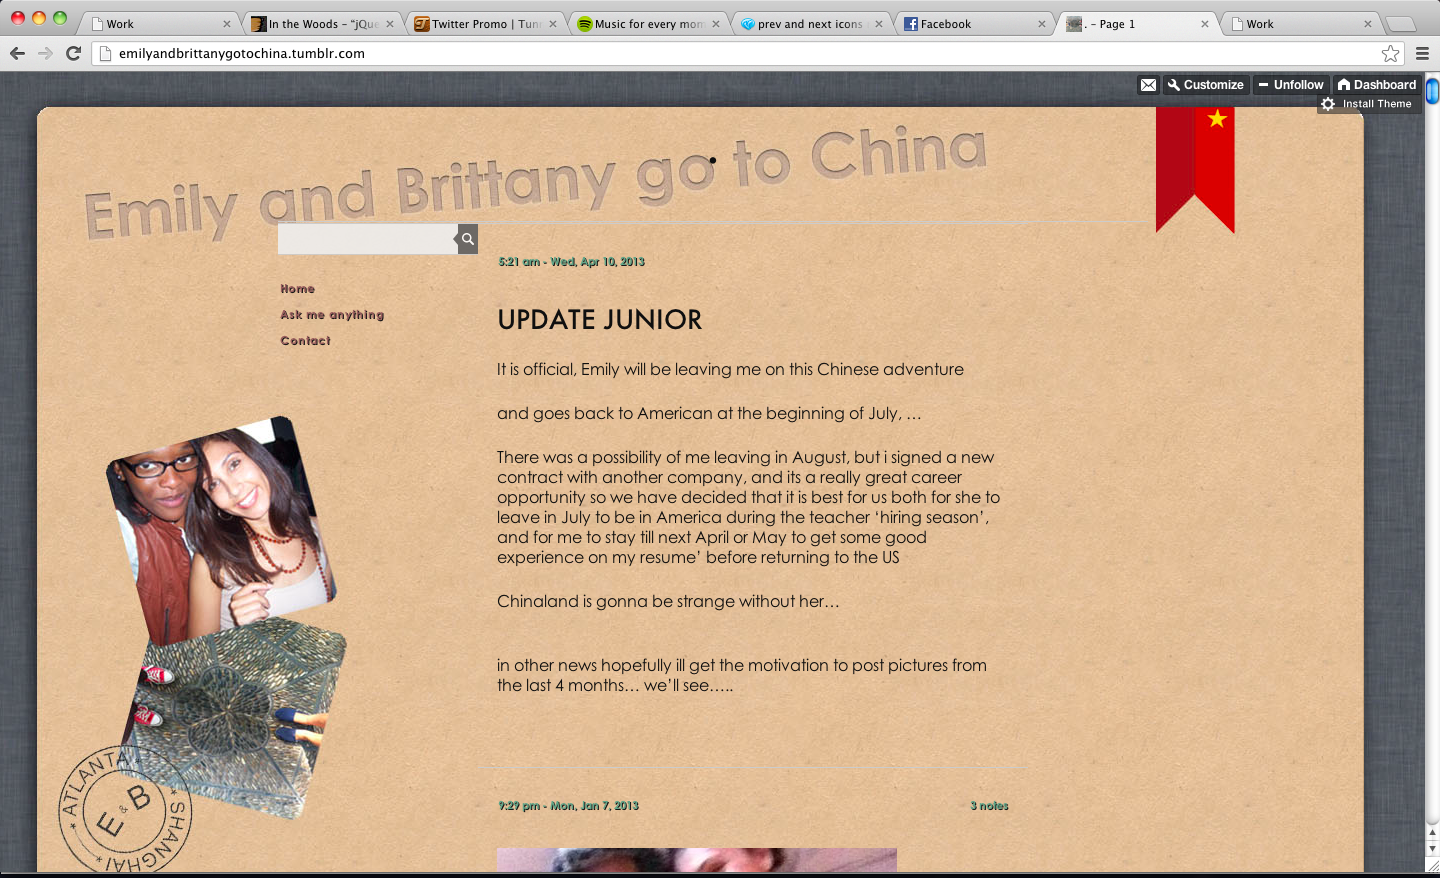 Work
In the Woods – "jQue
Twitter Promo | Tun
Music for every mom
prev and next icons
Facebook
. – Page 1
Work
emilyandbrittanygotochina.tumblr.com
Customize
Unfollow
Dashboard
Install Theme
Emily and Brittany go to China
5:21 am - Wed, Apr 10, 2013
Home
Ask me anything
Contact
UPDATE JUNIOR
It is official, Emily will be leaving me on this Chinese adventure
and goes back to American at the beginning of July, …
There was a possibility of me leaving in August, but i signed a new
contract with another company, and its a really great career
opportunity so we have decided that it is best for us both for she to
leave in July to be in America during the teacher ‘hiring season’,
and for me to stay till next April or May to get some good
experience on my resume’ before returning to the US
Chinaland is gonna be strange without her…
in other news hopefully ill get the motivation to post pictures from
the last 4 months… we’ll see…..
ATLANTA
E & B
SHANGHAI
9:29 pm - Mon, Jan 7, 2013
3 notes